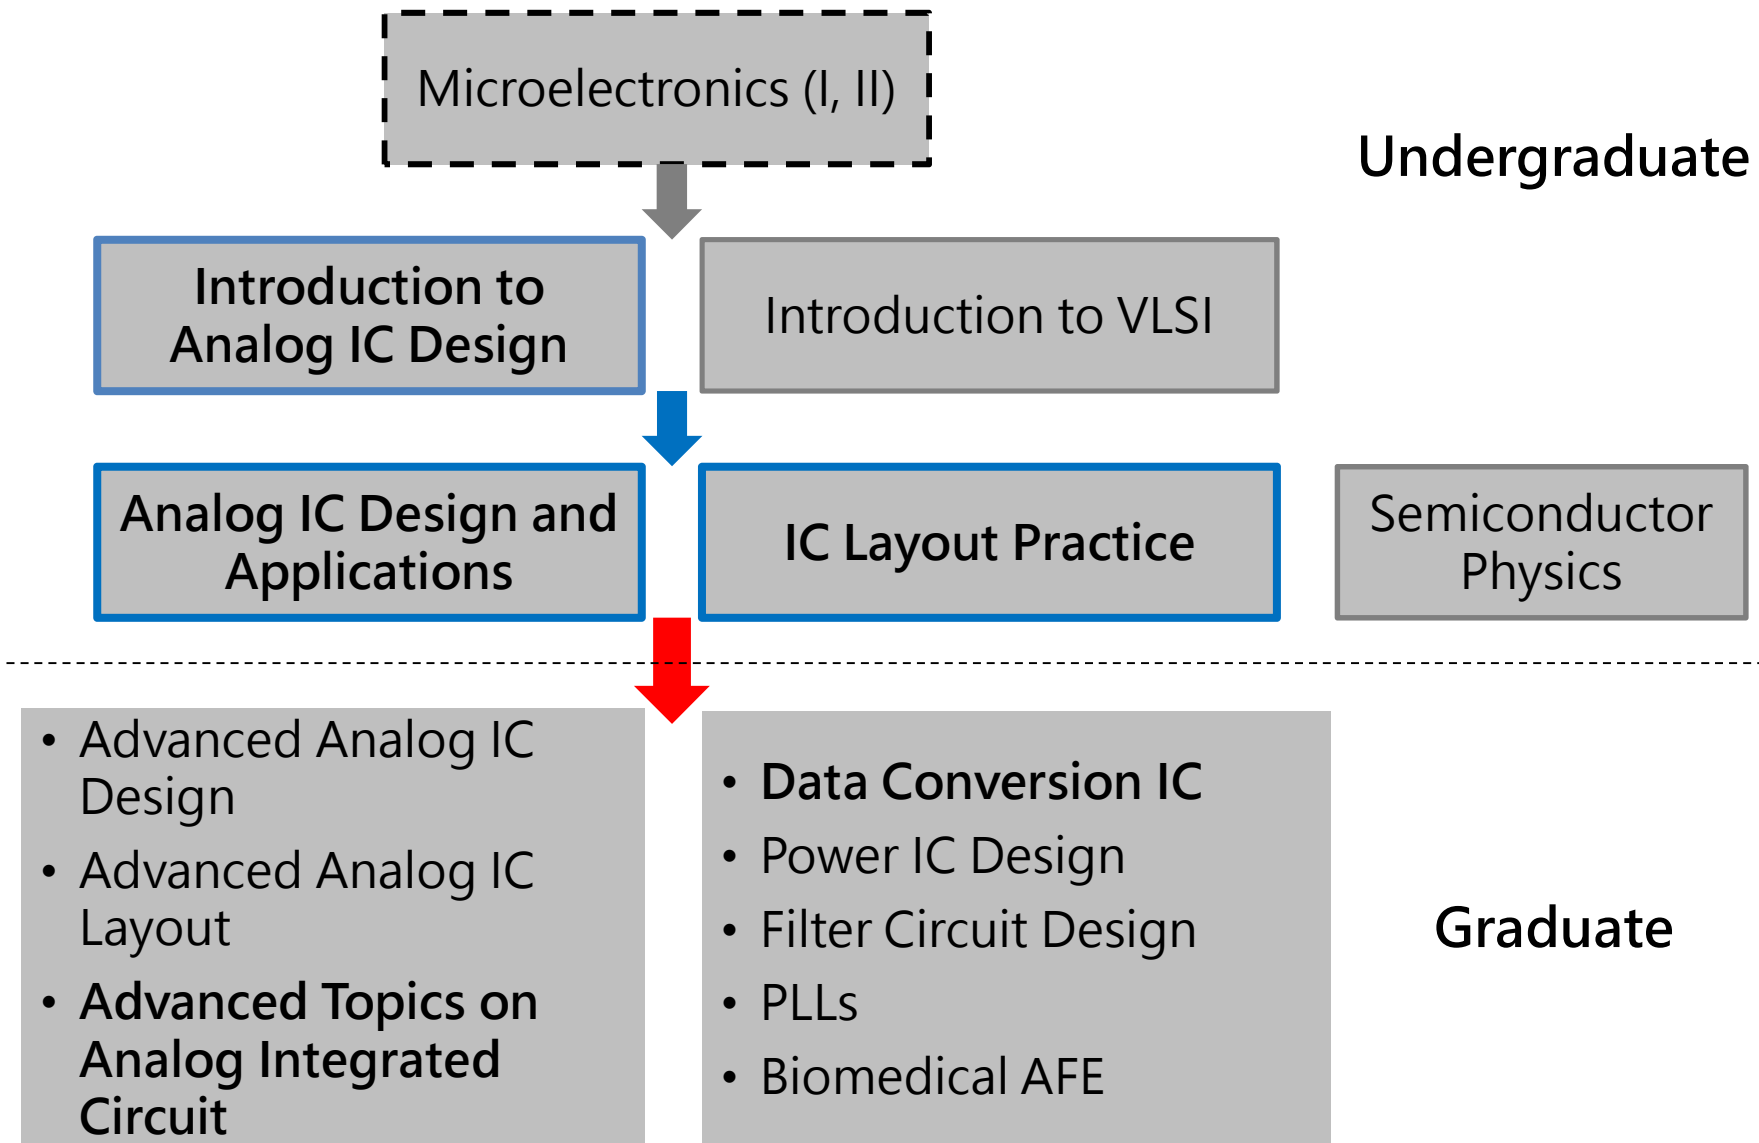 Microelectronics (I, II)
Undergraduate
Introduction to
Analog IC Design
Introduction to VLSI
Analog IC Design and
Applications
IC Layout Practice
Semiconductor
Physics
• Advanced Analog IC
Design
• Advanced Analog IC
Layout
• Advanced Topics on
Analog Integrated
Circuit
• Data Conversion IC
• Power IC Design
• Filter Circuit Design
• PLLs
• Biomedical AFE
Graduate